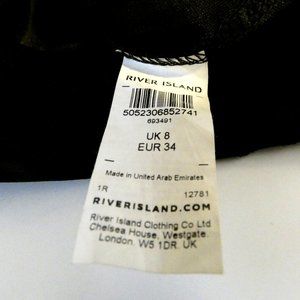 RIVER ISLAND
5052306852741
693491
UK 8
EUR 34
Made in United Arab Emirates
1R 12781
RIVERISLAND.COM
River Island Clothing Co Ltd
Chelsea House, Westgate,
London, W5 1DR. UK